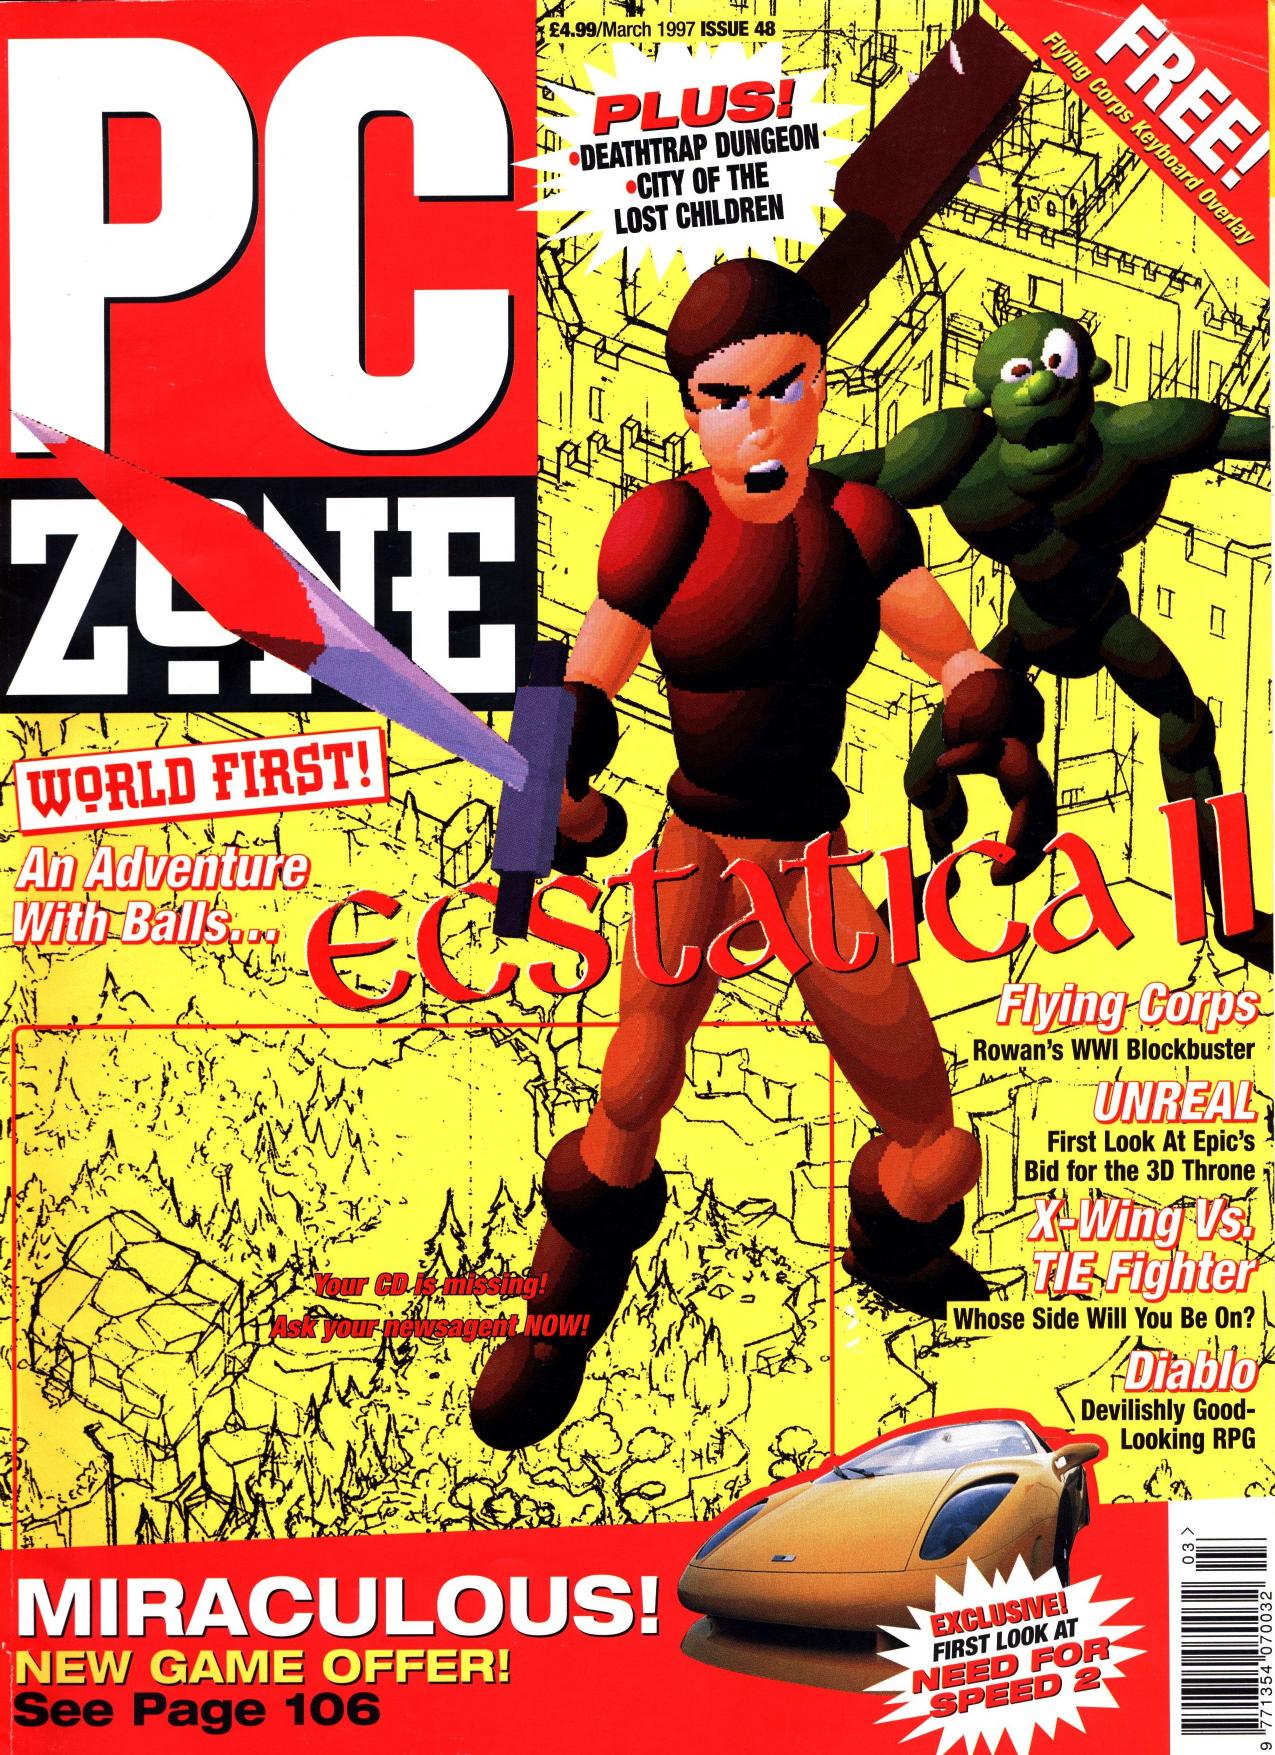 £4.99/March 1997 ISSUE 48
PC
ZONE
PLUS!
•DEATHTRAP DUNGEON
•CITY OF THE
LOST CHILDREN
FREE!
Flying Corps Keyboard Overlay
WORLD FIRST!
An Adventure
With Balls...
Ecstatica II
Flying Corps
Rowan's WWI Blockbuster
UNREAL
First Look At Epic's
Bid for the 3D Throne
X-Wing Vs.
TIE Fighter
Whose Side Will You Be On?
Diablo
Devilishly Good-
Looking RPG
Your CD is missing!
Ask your newsagent NOW!
MIRACULOUS!
NEW GAME OFFER!
See Page 106
EXCLUSIVE!
FIRST LOOK AT
NEED FOR
SPEED 2
03>
9 771354 070032